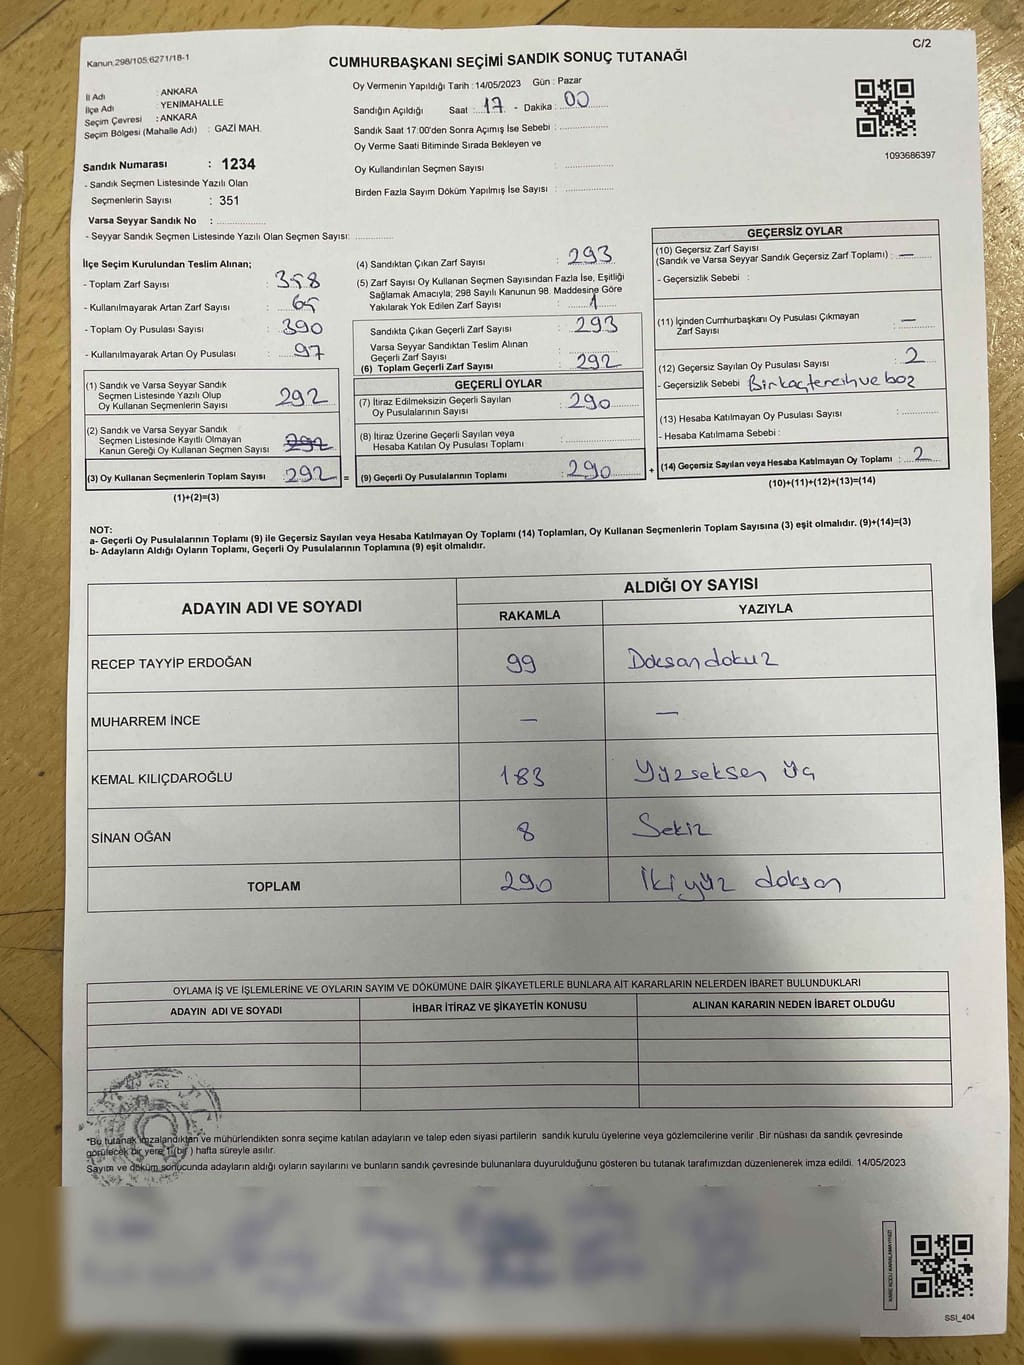 C/2
Kanun;298/105;6271/18-1
CUMHURBAŞKANI SEÇİMİ SANDIK SONUÇ TUTANAĞI
İl Adı : ANKARA
İlçe Adı : YENİMAHALLE
Seçim Çevresi : ANKARA
Seçim Bölgesi (Mahalle Adı) : GAZİ MAH.
Oy Vermenin Yapıldığı Tarih : 14/05/2023 Gün : Pazar
Sandığın Açıldığı Saat : 17 - Dakika : 00
Sandık Saat 17:00'den Sonra Açımış İse Sebebi :
Oy Verme Saati Bitiminde Sırada Bekleyen ve
Oy Kullandırılan Seçmen Sayısı :
Birden Fazla Sayım Döküm Yapılmış İse Sayısı :
1093686397
Sandık Numarası : 1234
- Sandık Seçmen Listesinde Yazılı Olan
Seçmenlerin Sayısı : 351
Varsa Seyyar Sandık No :
- Seyyar Sandık Seçmen Listesinde Yazılı Olan Seçmen Sayısı:
İlçe Seçim Kurulundan Teslim Alınan;
- Toplam Zarf Sayısı : 358
- Kullanılmayarak Artan Zarf Sayısı : 65
- Toplam Oy Pusulası Sayısı : 390
- Kullanılmayarak Artan Oy Pusulası : 97
(1) Sandık ve Varsa Seyyar Sandık
Seçmen Listesinde Yazılı Olup
Oy Kullanan Seçmenlerin Sayısı : 292
(2) Sandık ve Varsa Seyyar Sandık
Seçmen Listesinde Kayıtlı Olmayan
Kanun Gereği Oy Kullanan Seçmen Sayısı : 292
(3) Oy Kullanan Seçmenlerin Toplam Sayısı : 292 =
(1)+(2)=(3)
(4) Sandıktan Çıkan Zarf Sayısı : 293
(5) Zarf Sayısı Oy Kullanan Seçmen Sayısından Fazla İse, Eşitliği
Sağlamak Amacıyla; 298 Sayılı Kanunun 98. Maddesine Göre
Yakılarak Yok Edilen Zarf Sayısı : 1
Sandıkta Çıkan Geçerli Zarf Sayısı : 293
Varsa Seyyar Sandıktan Teslim Alınan
Geçerli Zarf Sayısı :
(6) Toplam Geçerli Zarf Sayısı : 292
GEÇERLİ OYLAR
(7) İtiraz Edilmeksizin Geçerli Sayılan
Oy Pusulalarının Sayısı : 290
(8) İtiraz Üzerine Geçerli Sayılan veya
Hesaba Katılan Oy Pusulası Toplamı :
(9) Geçerli Oy Pusulalarının Toplamı : 290 +
GEÇERSİZ OYLAR
(10) Geçersiz Zarf Sayısı
(Sandık ve Varsa Seyyar Sandık Geçersiz Zarf Toplamı) : —
- Geçersizlik Sebebi :
(11) İçinden Cumhurbaşkanı Oy Pusulası Çıkmayan
Zarf Sayısı : —
(12) Geçersiz Sayılan Oy Pusulası Sayısı : 2
- Geçersizlik Sebebi Birkaç tercih ve boz
(13) Hesaba Katılmayan Oy Pusulası Sayısı :
- Hesaba Katılmama Sebebi :
(14) Geçersiz Sayılan veya Hesaba Katılmayan Oy Toplamı : 2
(10)+(11)+(12)+(13)=(14)
NOT:
a- Geçerli Oy Pusulalarının Toplamı (9) ile Geçersiz Sayılan veya Hesaba Katılmayan Oy Toplamı (14) Toplamları, Oy Kullanan Seçmenlerin Toplam Sayısına (3) eşit olmalıdır. (9)+(14)=(3)
b- Adayların Aldığı Oyların Toplamı, Geçerli Oy Pusulalarının Toplamına (9) eşit olmalıdır.
ADAYIN ADI VE SOYADI
ALDIĞI OY SAYISI
RAKAMLA YAZIYLA
RECEP TAYYİP ERDOĞAN 99 Doksandokuz
MUHARREM İNCE — —
KEMAL KILIÇDAROĞLU 183 Yüzseksen üç
SİNAN OĞAN 8 Sekiz
TOPLAM 290 İkiyüz doksan
OYLAMA İŞ VE İŞLEMLERİNE VE OYLARIN SAYIM VE DÖKÜMÜNE DAİR ŞİKAYETLERLE BUNLARA AİT KARARLARIN NELERDEN İBARET BULUNDUKLARI
ADAYIN ADI VE SOYADI İHBAR İTİRAZ VE ŞİKAYETİN KONUSU ALINAN KARARIN NEDEN İBARET OLDUĞU
*Bu tutanak imzalandıktan ve mühürlendikten sonra seçime katılan adayların ve talep eden siyasi partilerin sandık kurulu üyelerine veya gözlemcilerine verilir .Bir nüshası da sandık çevresinde
görülecek bir yere 1 (bir ) hafta süreyle asılır.
Sayım ve döküm sonucunda adayların aldığı oyların sayılarını ve bunların sandık çevresinde bulunanlara duyurulduğunu gösteren bu tutanak tarafımızdan düzenlenerek imza edildi. 14/05/2023
KARE KODU KARALAMAYINIZ!
SSI_404